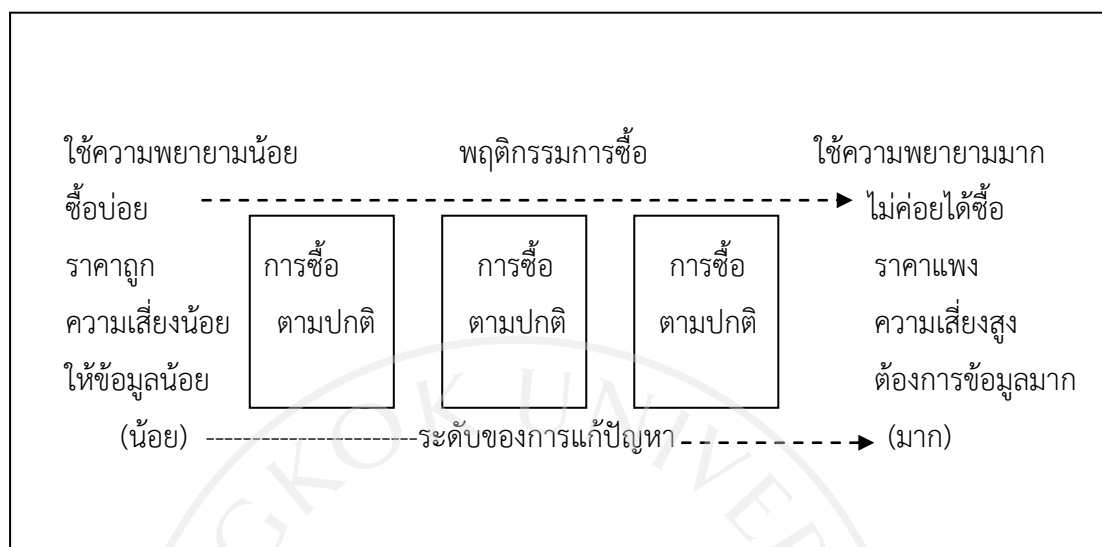 ใช้ความพยายามน้อย พฤติกรรมการซื้อ ใช้ความพยายามมาก
ซื้อบ่อย ไม่ค่อยได้ซื้อ
ราคาถูก การซื้อ การซื้อ การซื้อ ราคาแพง
ความเสี่ยงน้อย ตามปกติ ตามปกติ ตามปกติ ความเสี่ยงสูง
ให้ข้อมูลน้อย ต้องการข้อมูลมาก
(น้อย) ระดับของการแก้ปัญหา (มาก)
GKOK UNIVER